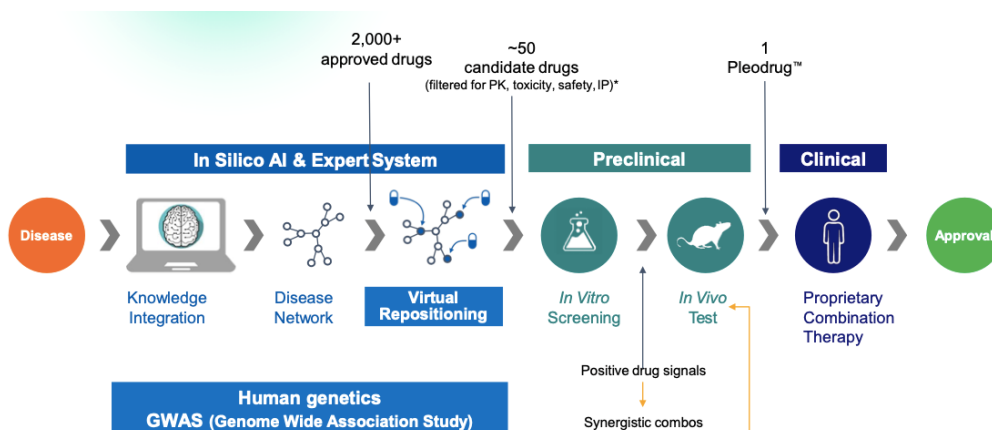 2,000+
approved drugs
~50
candidate drugs
(filtered for PK, toxicity, safety, IP)*
1
Pleodrug™
In Silico AI & Expert System
Preclinical
Clinical
Disease
Approval
Knowledge
Integration
Disease
Network
Virtual
Repositioning
In Vitro
Screening
In Vivo
Test
Proprietary
Combination
Therapy
Positive drug signals
Synergistic combos
Human genetics
GWAS (Genome Wide Association Study)